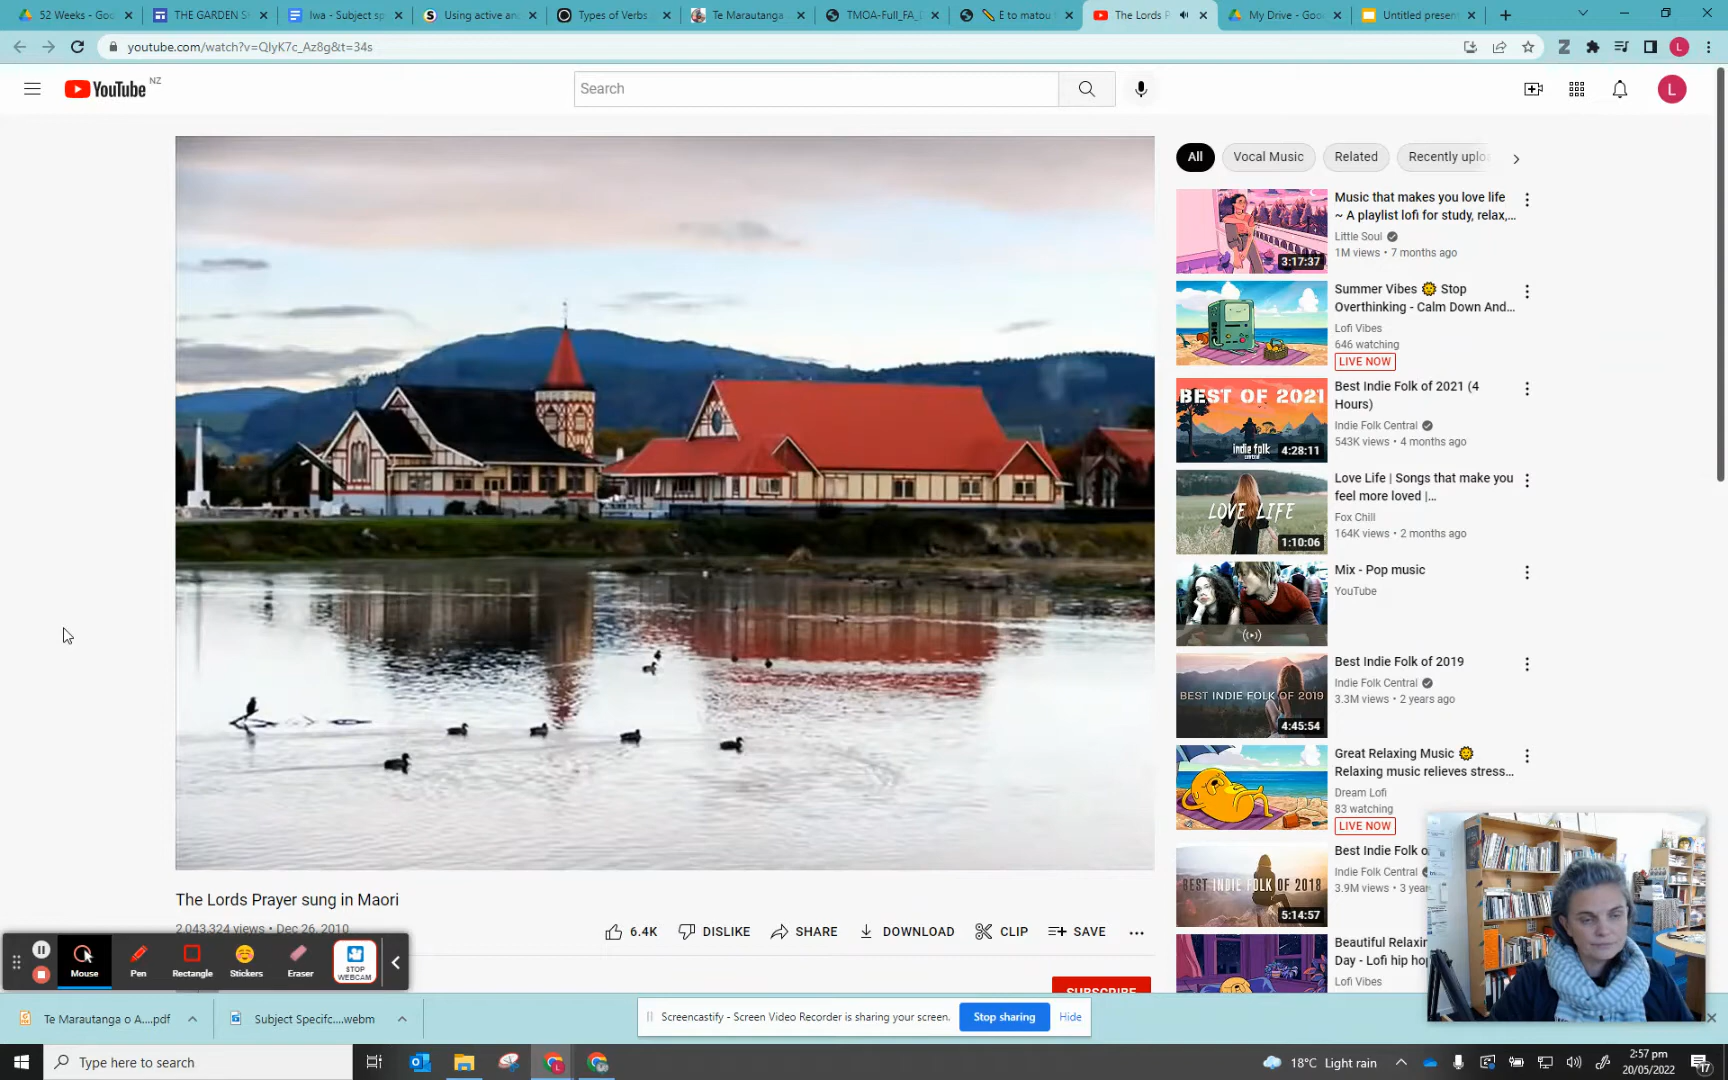 52 Weeks - Goo
THE GARDEN S
Iwa - Subject sp
Using active an
Types of Verbs
Te Marautanga
TMOA-Full_FA_
E to matou
The Lords P
My Drive - Goo
Untitled presen
youtube.com/watch?v=QIyK7c_Az8g&t=34s
L
YouTube NZ
Search
L
All
Vocal Music
Related
Recently uplo
Music that makes you love life
~ A playlist lofi for study, relax,...
Little Soul
1M views • 7 months ago
3:17:37
Summer Vibes 🌞 Stop
Overthinking - Calm Down And...
Lofi Vibes
646 watching
LIVE NOW
BEST OF 2021
indie folk
central
4:28:11
Best Indie Folk of 2021 (4
Hours)
Indie Folk Central
543K views • 4 months ago
LOVE LIFE
1:10:06
Love Life | Songs that make you
feel more loved |...
Fox Chill
164K views • 2 months ago
Mix - Pop music
YouTube
BEST INDIE FOLK OF 2019
4:45:54
Best Indie Folk of 2019
Indie Folk Central
3.3M views • 2 years ago
Great Relaxing Music 🌞
Relaxing music relieves stress...
Dream Lofi
83 watching
LIVE NOW
BEST INDIE FOLK OF 2018
5:14:57
Best Indie Folk o
Indie Folk Central
3.9M views • 3 year
Beautiful Relaxin
Day - Lofi hip ho
Lofi Vibes
The Lords Prayer sung in Maori
2,043,324 views • Dec 26, 2010
6.4K
DISLIKE
SHARE
DOWNLOAD
CLIP
SAVE
SUBSCRIBE
Mouse
Pen
Rectangle
Stickers
Eraser
STOP
WEBCAM
Te Marautanga o A....pdf
Subject Specifc....webm
Screencastify - Screen Video Recorder is sharing your screen.
Stop sharing
Hide
Type here to search
18°C Light rain
2:57 pm
20/05/2022
17